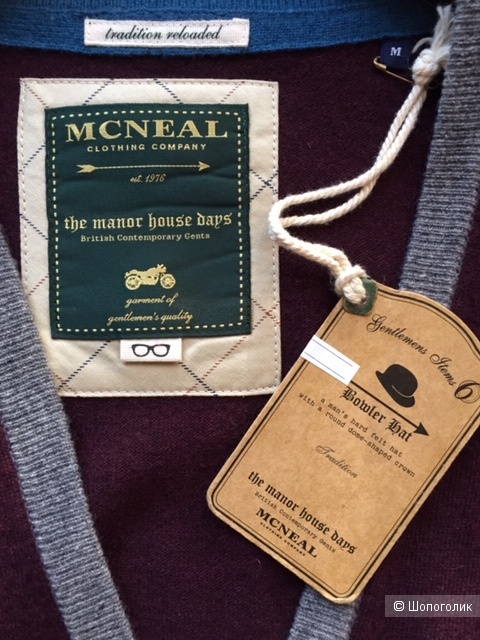 tradition reloaded
M
MCNEAL
CLOTHING COMPANY
est. 1976
the manor house days
British Contemporary Gents
garment of
gentlemen's quality
Gentlemens Items 6
Bowler Hat
a man's hard felt hat
with a round dome-shaped crown
Tradition
the manor house days
British Contemporary Gents
MCNEAL
CLOTHING COMPANY
© Шопоголик